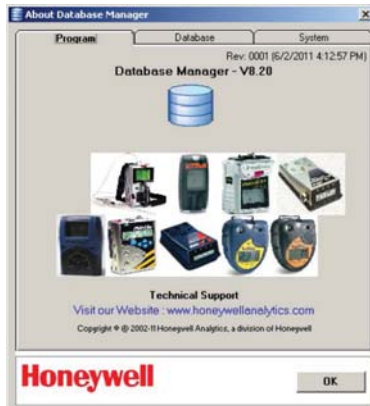 About Database Manager
Program Database System
Rev: 0001 (6/2/2011 4:12:57 PM)
Database Manager - V8.20
Technical Support
Visit our Website : www.honeywellanalytics.com
Copyright © @ 2002-11 Honeywell Analytics, a division of Honeywell
Honeywell
OK